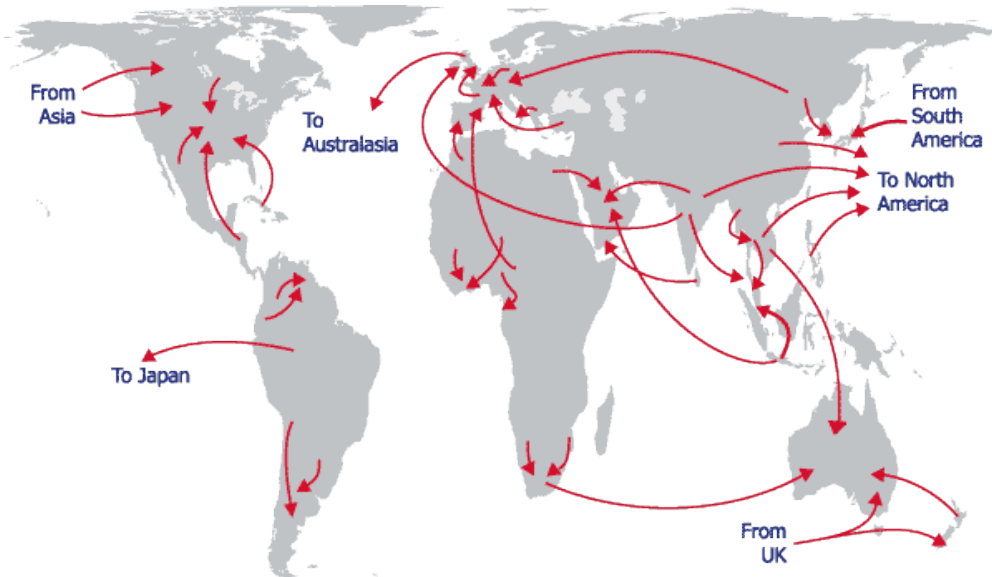 From
Asia
To
Australasia
From
South
America
To North
America
To Japan
From
UK